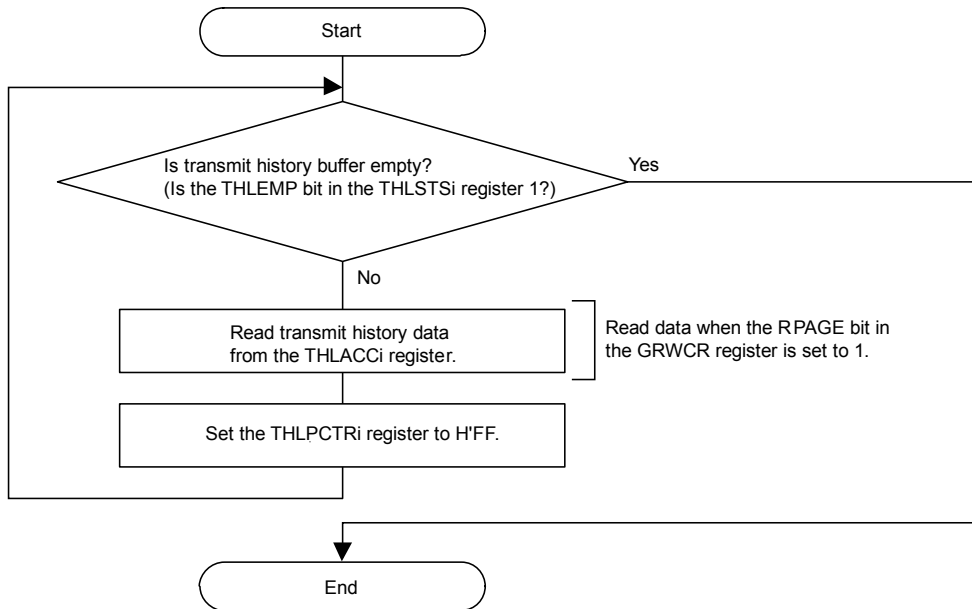 Start
Is transmit history buffer empty?
(Is the THLEMP bit in the THLSTSi register 1?)
Yes
No
Read transmit history data
from the THLACCi register.
Read data when the RPAGE bit in
the GRWCR register is set to 1.
Set the THLPCTRi register to H'FF.
End